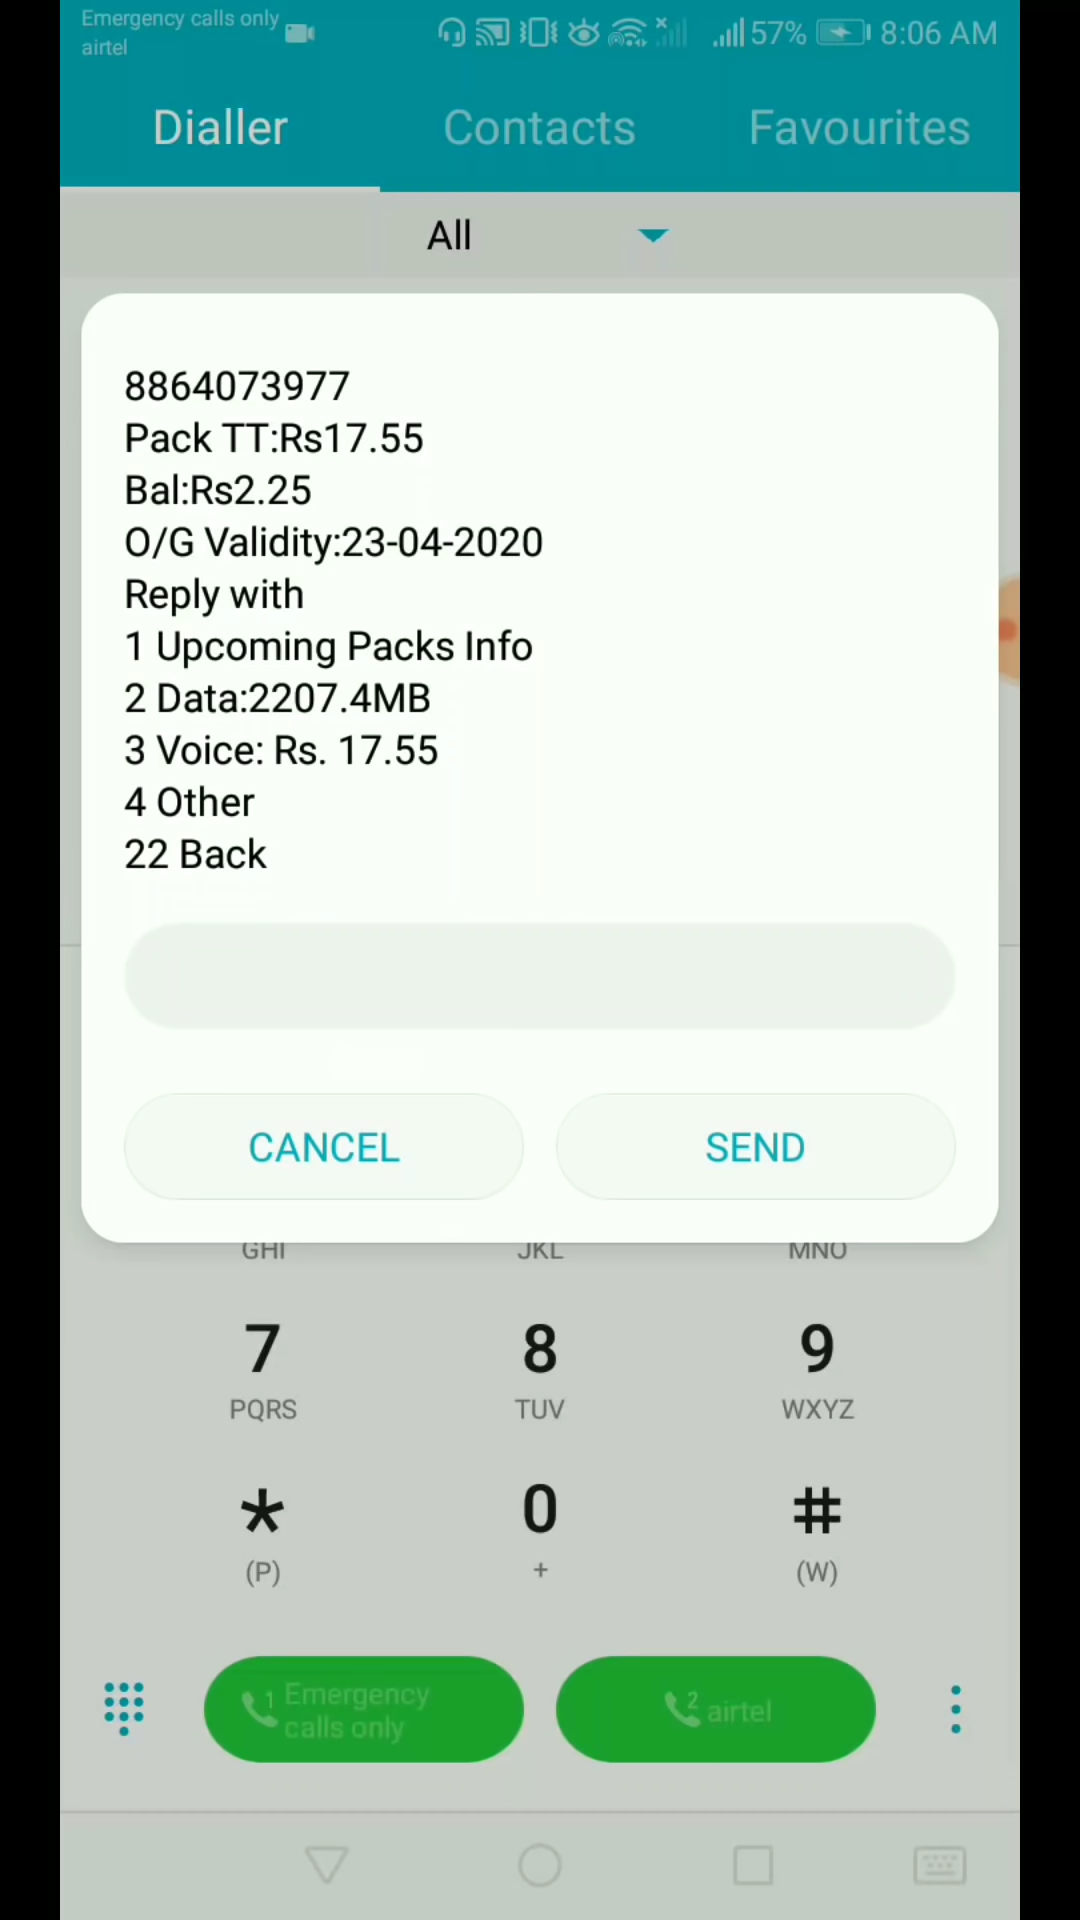 Emergency calls only
airtel
57% 8:06 AM
Dialler Contacts Favourites
All
8864073977
Pack TT:Rs17.55
Bal:Rs2.25
O/G Validity:23-04-2020
Reply with
1 Upcoming Packs Info
2 Data:2207.4MB
3 Voice: Rs. 17.55
4 Other
22 Back
CANCEL SEND
GHI JKL MNO
7 8 9
PQRS TUV WXYZ
* 0 #
(P) + (W)
1 Emergency
calls only
2 airtel